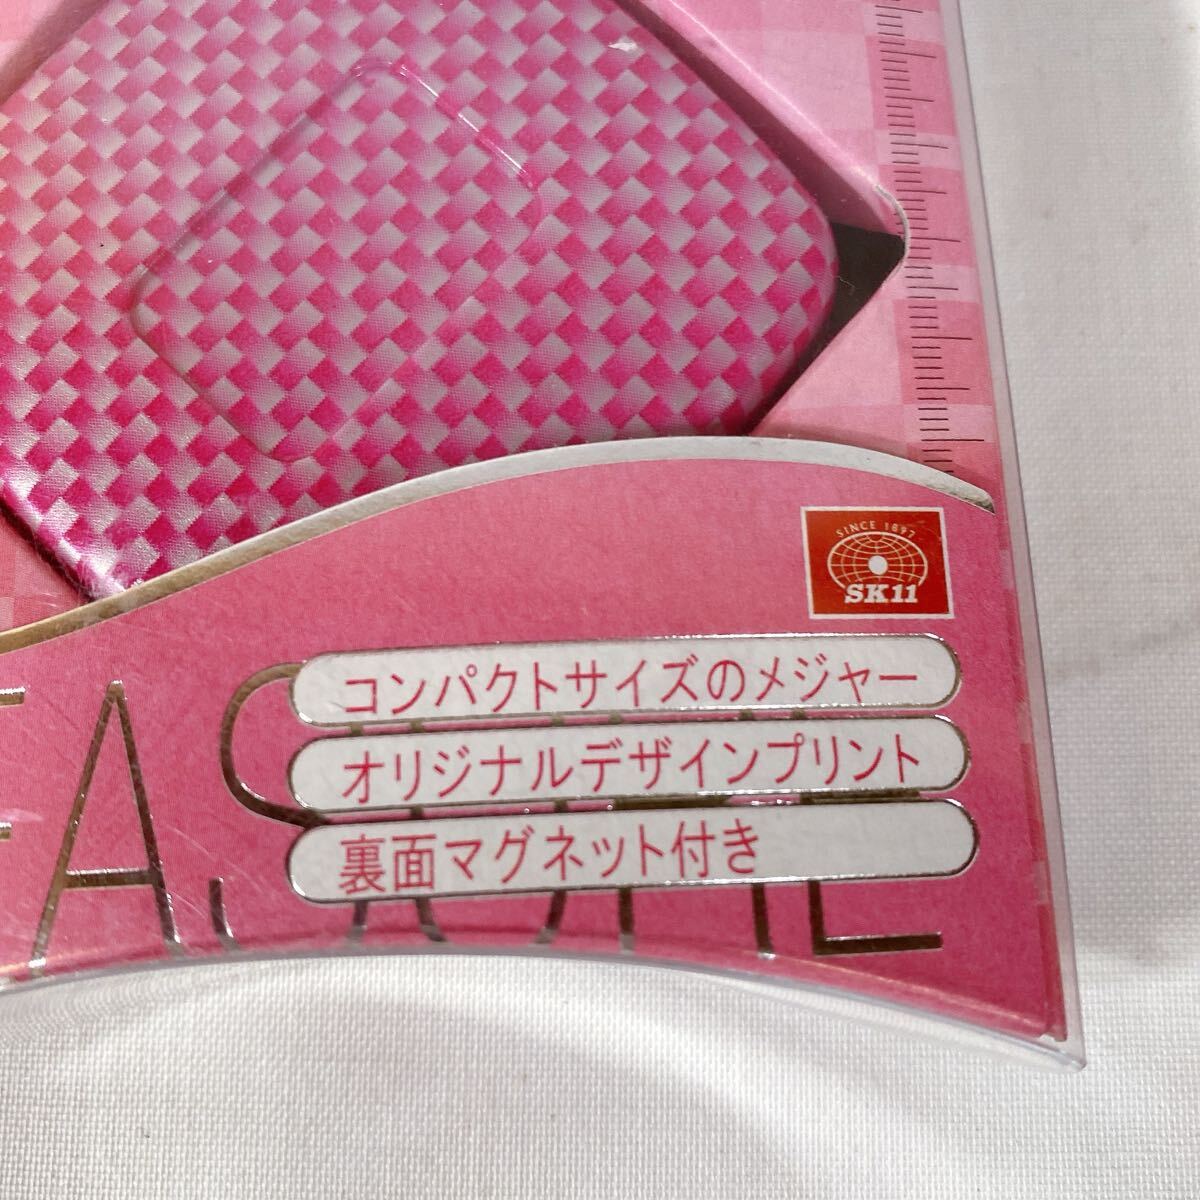 SINCE 1897
SK11
コンパクトサイズのメジャー
オリジナルデザインプリント
裏面マグネット付き